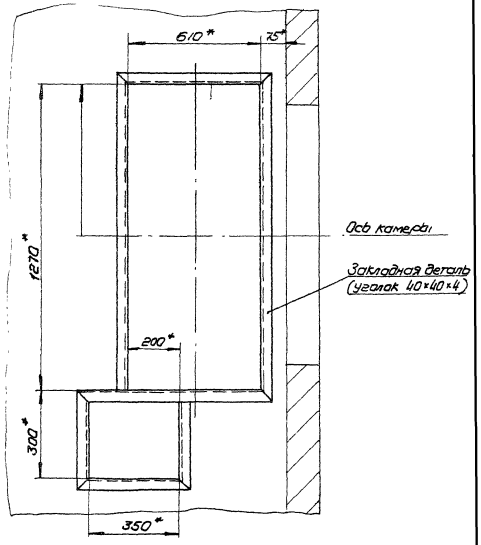 610*
75*
Ось камеры
1270*
Закладная деталь
(уголок 40×40×4)
200*
300*
350*